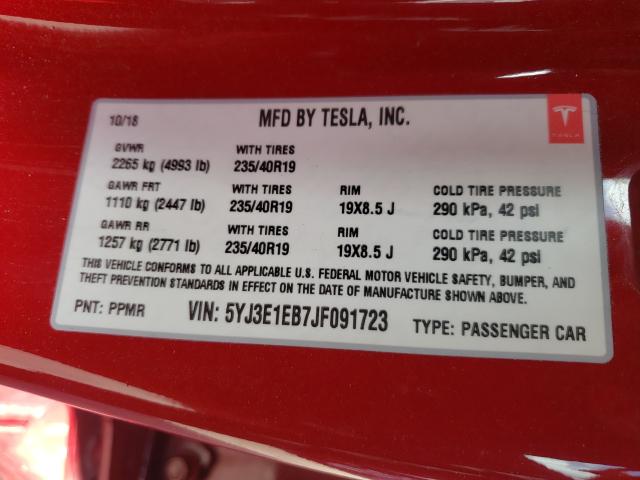 10/18 MFD BY TESLA, INC.
TESLA
GVWR WITH TIRES
2265 kg (4993 lb) 235/40R19
GAWR FRT WITH TIRES RIM COLD TIRE PRESSURE
1110 kg (2447 lb) 235/40R19 19X8.5 J 290 kPa, 42 psi
GAWR RR WITH TIRES RIM COLD TIRE PRESSURE
1257 kg (2771 lb) 235/40R19 19X8.5 J 290 kPa, 42 psi
THIS VEHICLE CONFORMS TO ALL APPLICABLE U.S. FEDERAL MOTOR VEHICLE SAFETY, BUMPER, AND
THEFT PREVENTION STANDARDS IN EFFECT ON THE DATE OF MANUFACTURE SHOWN ABOVE.
PNT: PPMR VIN: 5YJ3E1EB7JF091723 TYPE: PASSENGER CAR